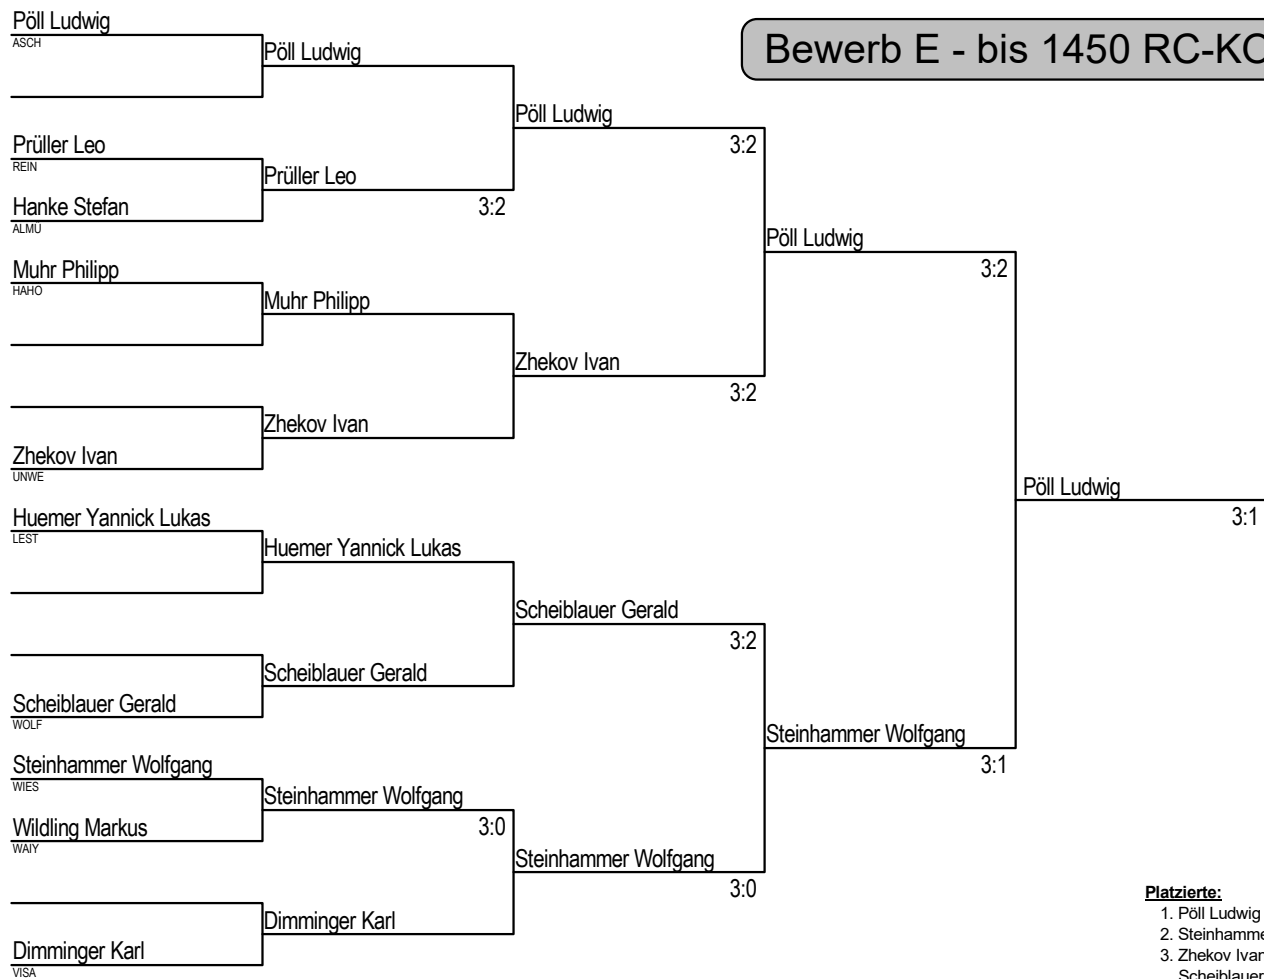 Bewerb E - bis 1450 RC-KO
Pöll Ludwig
ASCH
Prüller Leo
REIN
Hanke Stefan
ALMÜ
Muhr Philipp
HAHO
Zhekov Ivan
UNWE
Huemer Yannick Lukas
LEST
Scheiblauer Gerald
WOLF
Steinhammer Wolfgang
WIES
Wildling Markus
WAIY
Dimminger Karl
VISA
Pöll Ludwig
Prüller Leo
3:2
Muhr Philipp
Zhekov Ivan
Huemer Yannick Lukas
Scheiblauer Gerald
Steinhammer Wolfgang
3:0
Dimminger Karl
Pöll Ludwig
3:2
Zhekov Ivan
3:2
Scheiblauer Gerald
3:2
Steinhammer Wolfgang
3:0
Pöll Ludwig
3:2
Steinhammer Wolfgang
3:1
Pöll Ludwig
3:1
Platzierte:
1. Pöll Ludwig
2. Steinhamme
3. Zhekov Ivan
Scheiblauer